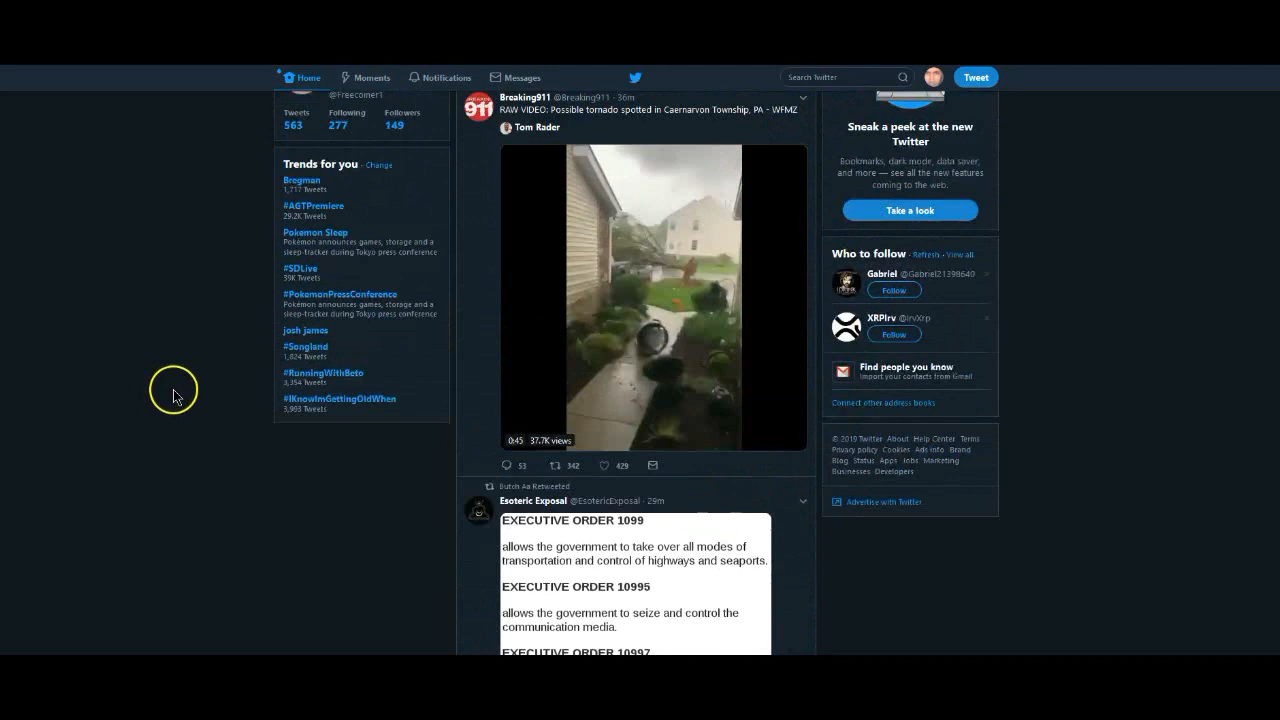 Home
Moments
Notifications
Messages
Search Twitter
Tweet
@Freecomer1
Tweets Following Followers
563 277 149
Trends for you · Change
Bregman
1,717 Tweets
#AGTPremiere
29.2K Tweets
Pokemon Sleep
Pokémon announces games, storage and a
sleep-tracker during Tokyo press conference
#SDLive
39K Tweets
#PokemonPressConference
Pokémon announces games, storage and a
sleep-tracker during Tokyo press conference
josh james
#Songland
1,824 Tweets
#RunningWithBeto
3,354 Tweets
#IKnowImGettingOldWhen
3,993 Tweets
911
Breaking911 @Breaking911 · 36m
RAW VIDEO: Possible tornado spotted in Caernarvon Township, PA - WFMZ
Tom Rader
0:45 37.7K views
53 342 429
Butch Aa Retweeted
Esoteric Exposal @EsotericExposal · 29m
EXECUTIVE ORDER 1099
allows the government to take over all modes of
transportation and control of highways and seaports.
EXECUTIVE ORDER 10995
allows the government to seize and control the
communication media.
EXECUTIVE ORDER 10997
Sneak a peek at the new
Twitter
Bookmarks, dark mode, data saver,
and more — see all the new features
coming to the web.
Take a look
Who to follow · Refresh · View all
Gabriel @Gabriel21398640
Follow
XRPIrv @IrvXrp
Follow
Find people you know
Import your contacts from Gmail
Connect other address books
© 2019 Twitter About Help Center Terms
Privacy policy Cookies Ads info Brand
Blog Status Apps Jobs Marketing
Businesses Developers
Advertise with Twitter